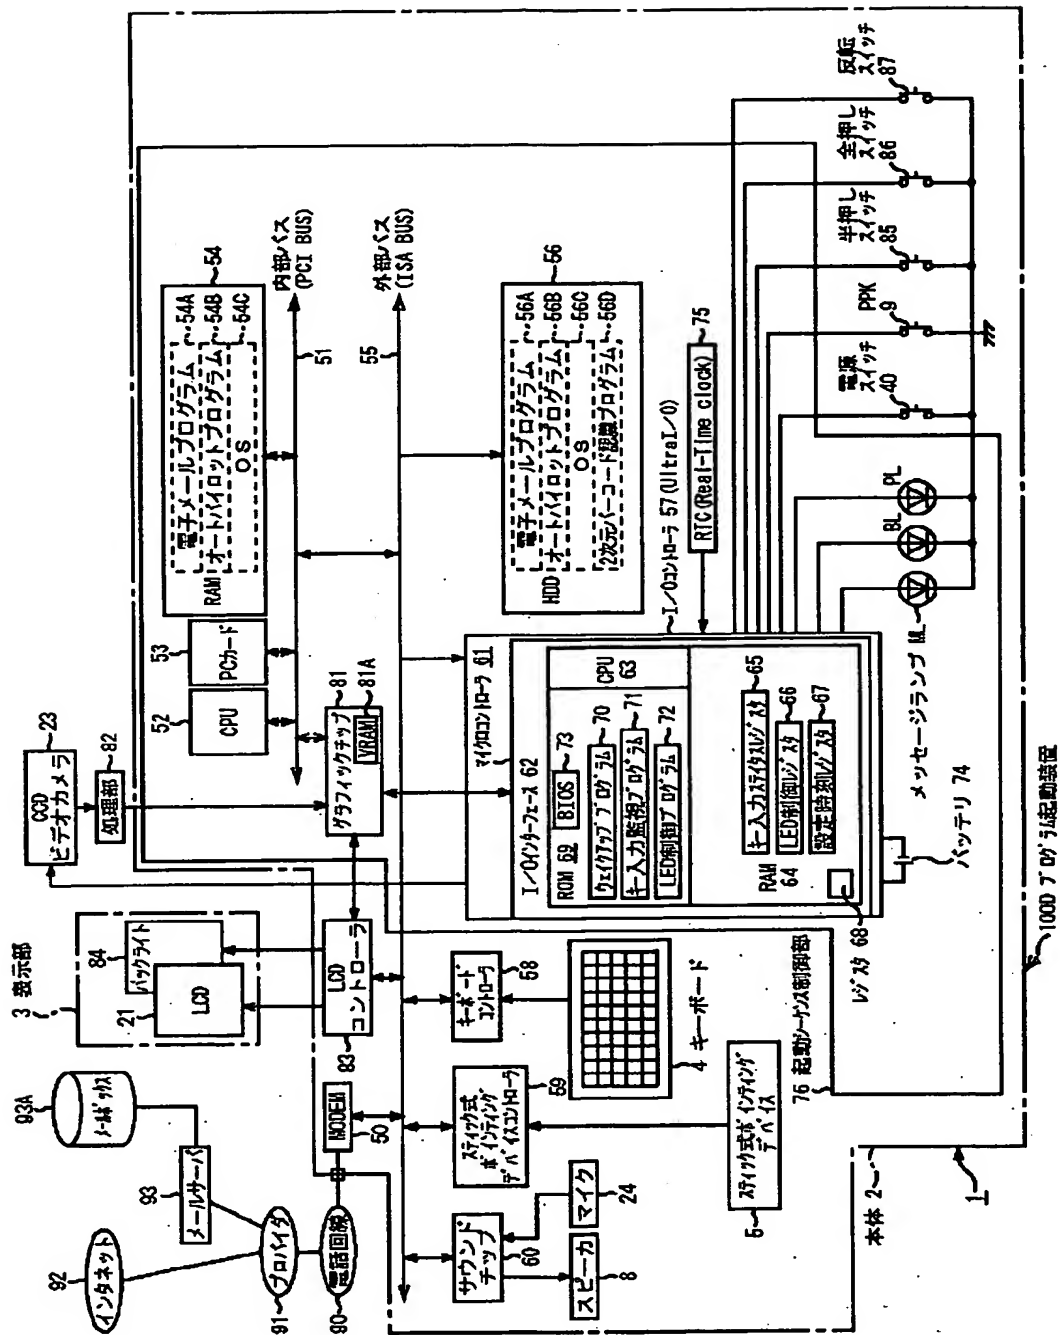 92
インタネット
93A
メールボックス
93
メールサーバ
91
プロバイダ
90
電話回線
3 表示部
84
バックライト
21
LCD
LCD
コントローラ
83
MODEM
50
CCD
ビデオカメラ
23
処理部
82
CPU
52
PCカード
53
グラフィックチップ
81
VRAM
81A
RAM
54
電子メールプログラム
54A
オートパイロットプログラム
54B
OS
54C
内部バス
(PCI BUS)
51
外部バス
(ISA BUS)
55
HDD
56
電子メールプログラム
56A
オートパイロットプログラム
56B
OS
56C
2次元バーコード認識プログラム
56D
サウンド
チップ
60
スピーカ
8
マイク
24
スティック式
ポインティング
デバイスコントローラ
59
スティック式ポインティング
デバイス
5
キーボード
コントローラ
58
4 キーボード
マイクロコントローラ 61
I/Oインターフェース 62
ROM 69
BIOS
73
ウェイクアッププログラム
70
キー入力監視プログラム
71
LED制御プログラム
72
CPU
63
RAM
64
キー入力ステイタスレジスタ
65
LED制御レジスタ
66
設定時刻レジスタ
67
レジスタ 68
I/Oコントローラ 57 (UltraI/O)
RTC(Real-Time clock)
75
バッテリ 74
メッセージランプ ML
BL
PL
電源
スイッチ
40
PPK
9
半押し
スイッチ
85
全押し
スイッチ
86
反転
スイッチ
87
76 起動シーケンス制御部
本体 2
1
100D プログラム起動装置